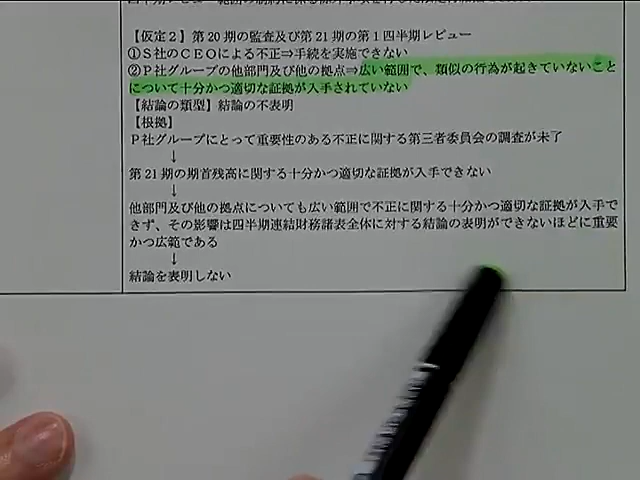 【仮定２】第20期の監査及び第21期の第１四半期レビュー
①Ｓ社のＣＥＯによる不正⇒手続を実施できない
②Ｐ社グループの他部門及び他の拠点⇒広い範囲で、類似の行為が起きていないこと
について十分かつ適切な証拠が入手されていない
【結論の類型】結論の不表明
【根拠】
Ｐ社グループにとって重要性のある不正に関する第三者委員会の調査が未了
↓
第21期の期首残高に関する十分かつ適切な証拠が入手できない
↓
他部門及び他の拠点についても広い範囲で不正に関する十分かつ適切な証拠が入手で
きず、その影響は四半期連結財務諸表全体に対する結論の表明ができないほどに重要
かつ広範である
↓
結論を表明しない